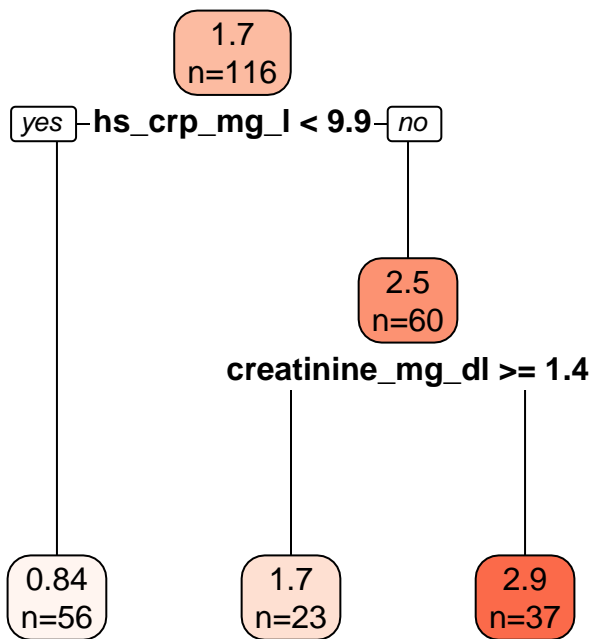 1.7
n=116
yes hs_crp_mg_l < 9.9 no
2.5
n=60
creatinine_mg_dl >= 1.4
0.84
n=56
1.7
n=23
2.9
n=37